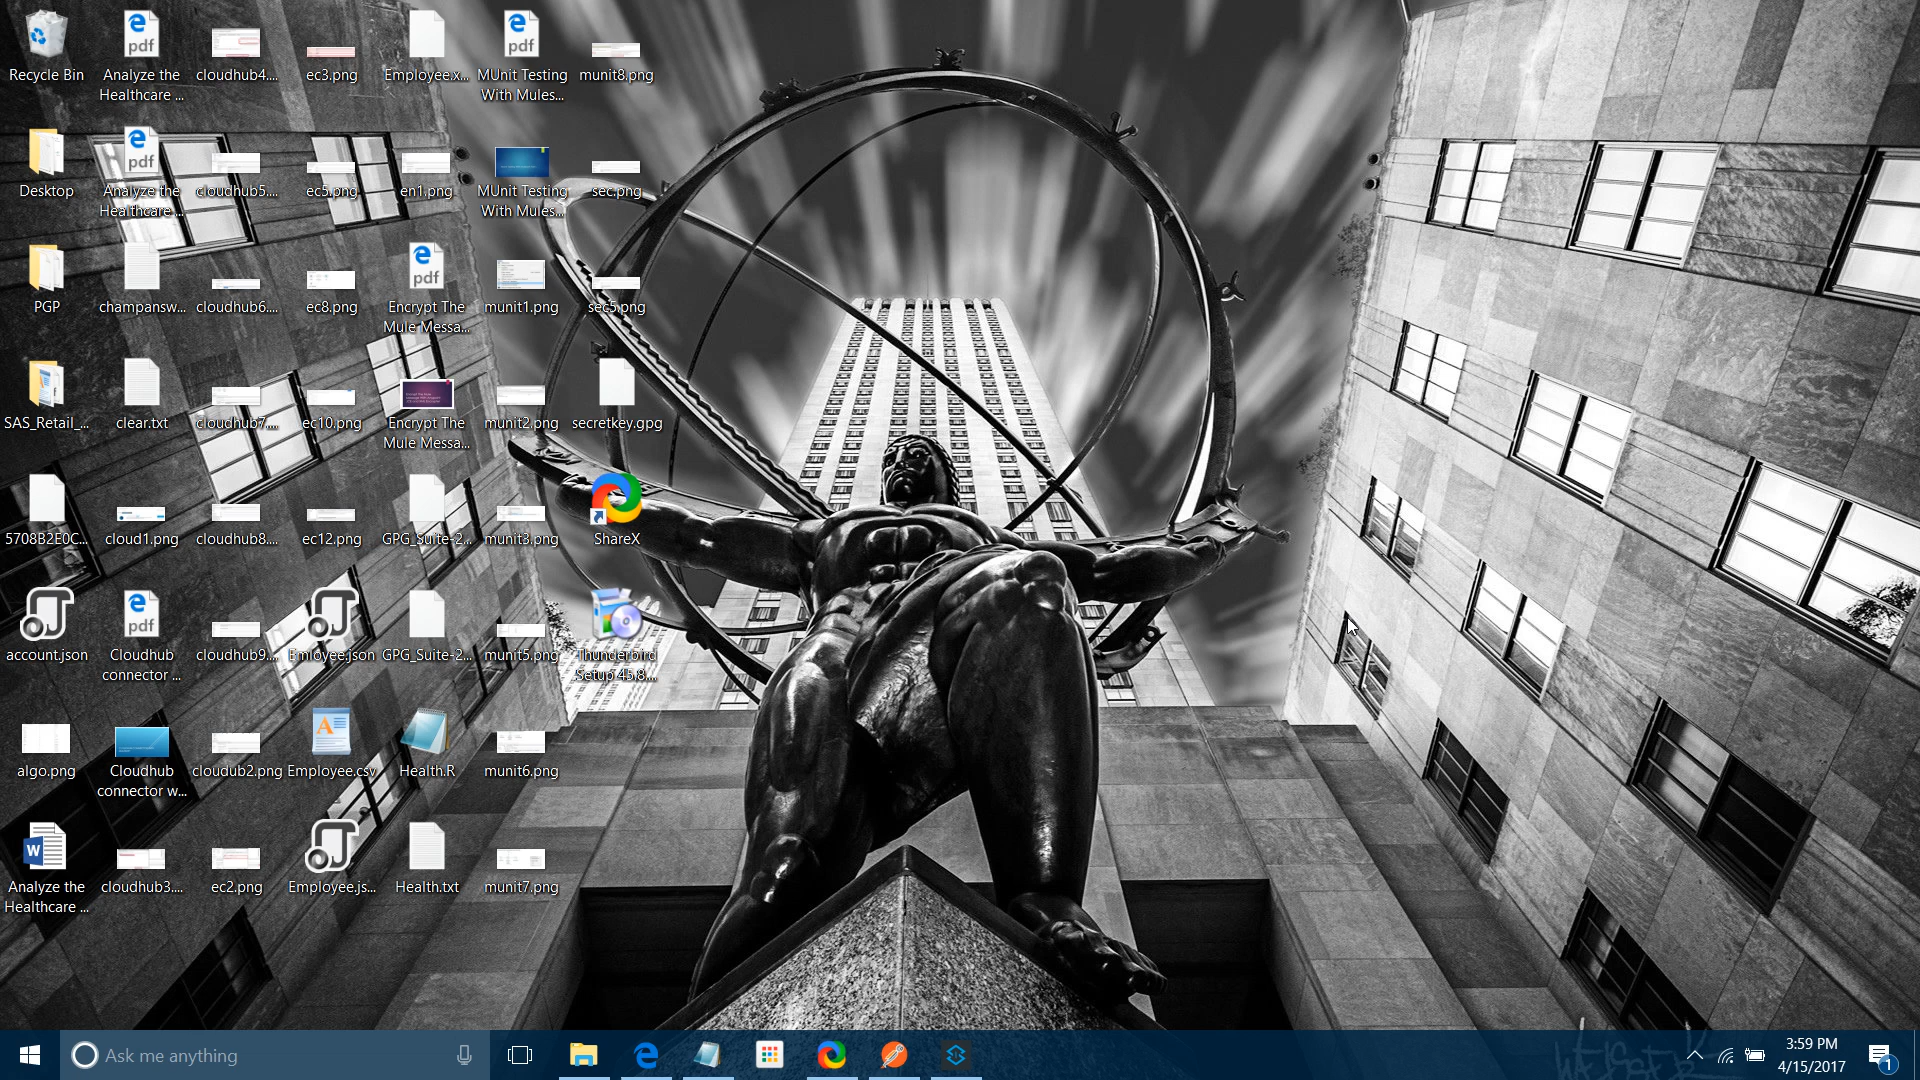 Recycle Bin
Analyze the
Healthcare ...
cloudhub4....
ec3.png
Employee.x...
MUnit Testing
With Mules...
munit8.png
Desktop
Analyze the
Healthcare ...
cloudhub5....
ec5.png
en1.png
MUnit Testing
With Mules...
sec.png
PGP
champansw...
cloudhub6....
ec8.png
Encrypt The
Mule Messa...
munit1.png
sec5.png
SAS_Retail_...
clear.txt
cloudhub7....
ec10.png
Encrypt The
Mule Messa...
munit2.png
secretkey.gpg
5708B2E0C...
cloud1.png
cloudhub8....
ec12.png
GPG_Suite-2...
munit3.png
ShareX
account.json
Cloudhub
connector ...
cloudhub9....
Emloyee.json
GPG_Suite-2...
munit5.png
Thunderbird
Setup 45.8....
algo.png
Cloudhub
connector w...
cloudub2.png
Employee.csv
Health.R
munit6.png
Analyze the
Healthcare ...
cloudhub3....
ec2.png
Employee.js...
Health.txt
munit7.png
Ask me anything
3:59 PM
4/15/2017
1
pdf
pdf
pdf
pdf
pdf
W